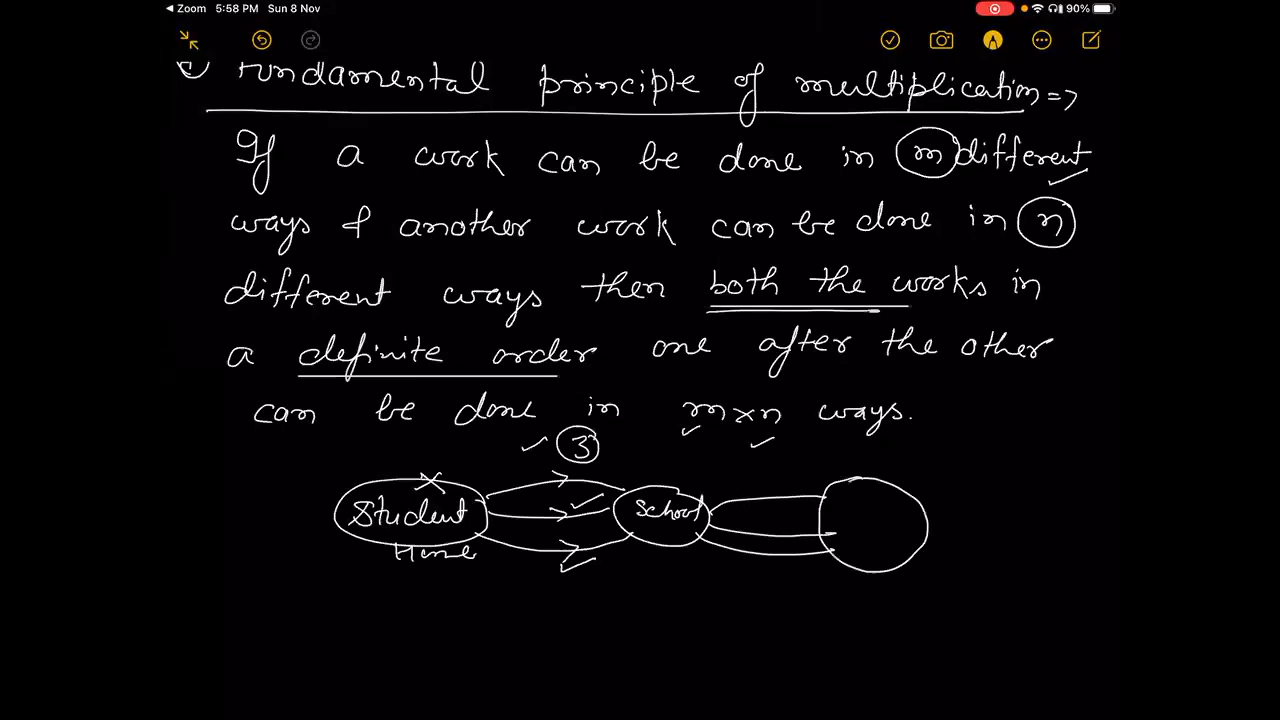 ◀ Zoom 5:58 PM Sun 8 Nov 90%
Fundamental principle of multiplication =>
If a work can be done in m different
ways & another work can be done in n
different ways then both the works in
a definite order one after the other
can be done in m×n ways.
3
Student School
Home